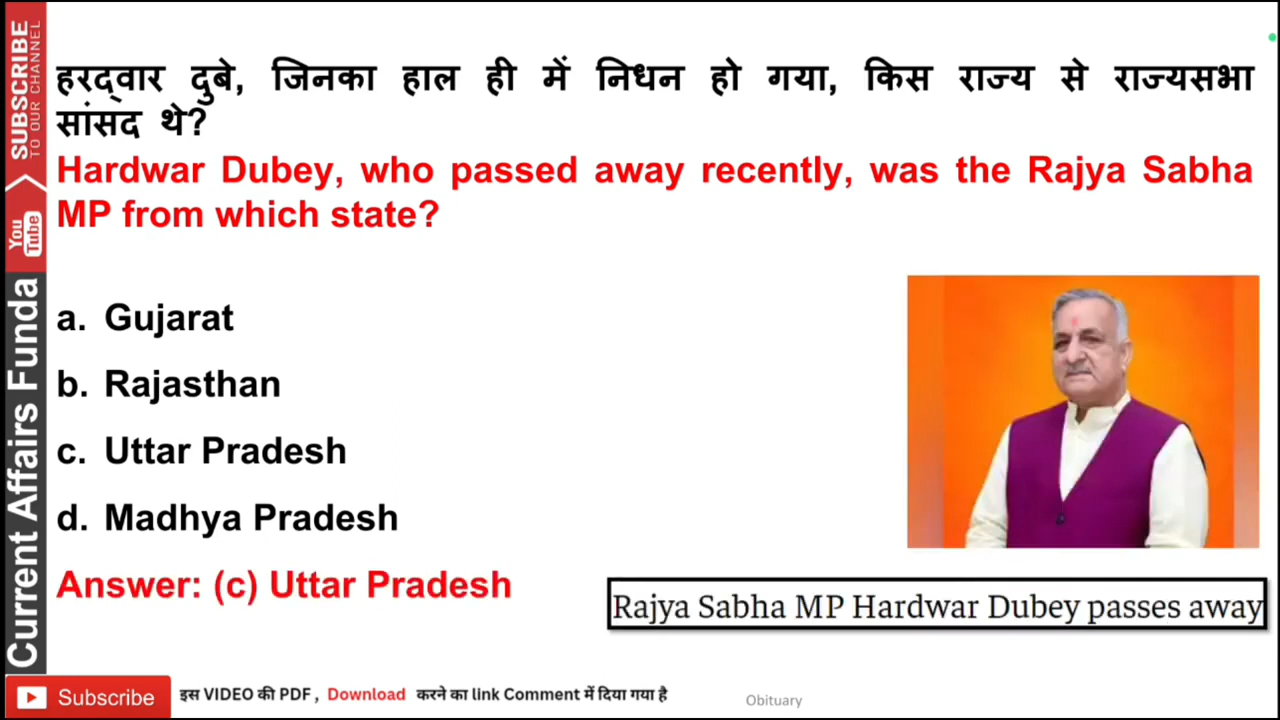 हरद्वार दुबे, जिनका हाल ही में निधन हो गया, किस राज्य से राज्यसभा
सांसद थे?
Hardwar Dubey, who passed away recently, was the Rajya Sabha
MP from which state?
a. Gujarat
b. Rajasthan
c. Uttar Pradesh
d. Madhya Pradesh
Answer: (c) Uttar Pradesh
Rajya Sabha MP Hardwar Dubey passes away
SUBSCRIBE
TO OUR CHANNEL
You
Tube
Current Affairs Funda
Subscribe
इस VIDEO की PDF , Download करने का link Comment में दिया गया है
Obituary